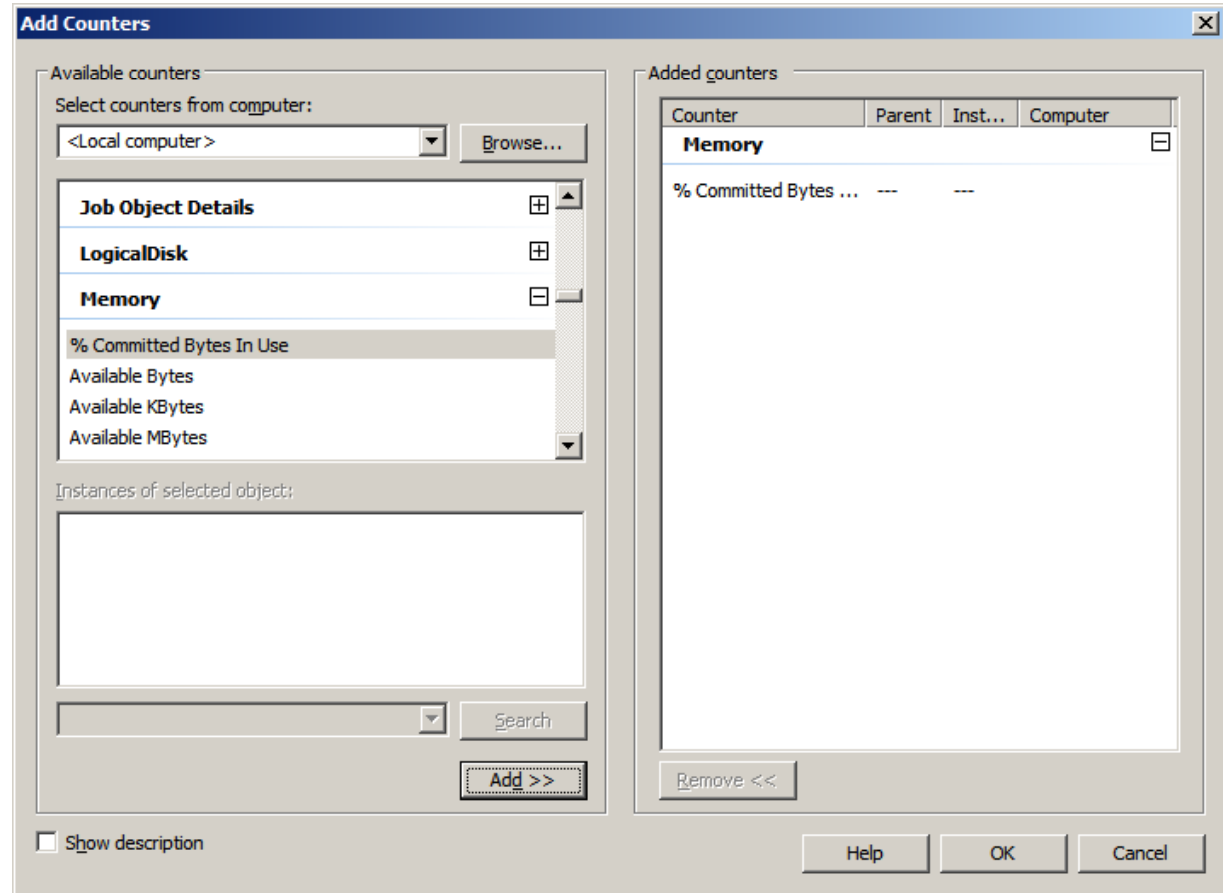 Add Counters
Available counters
Select counters from computer:
<Local computer>
Browse...
Job Object Details
LogicalDisk
Memory
% Committed Bytes In Use
Available Bytes
Available KBytes
Available MBytes
Instances of selected object:
Search
Add >>
Show description
Added counters
Counter Parent Inst... Computer
Memory
% Committed Bytes ... --- ---
Remove <<
Help OK Cancel